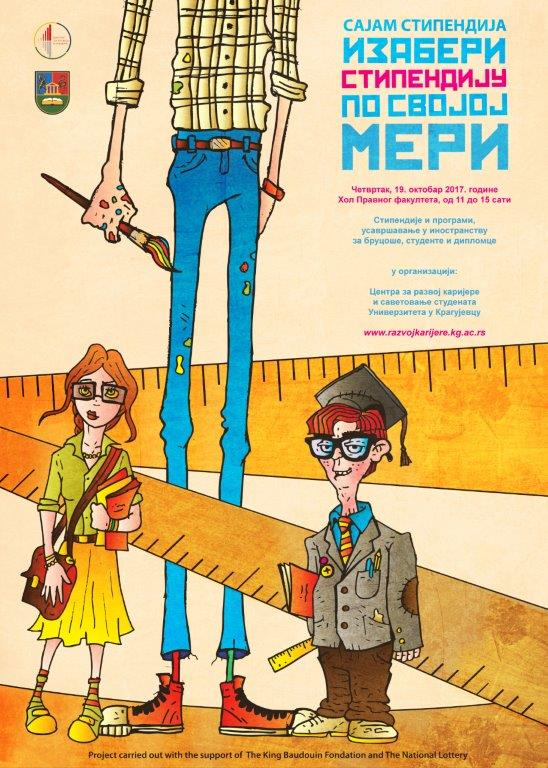 САЈАМ СТИПЕНДИЈА
ИЗАБЕРИ
СТИПЕНДИЈУ
ПО СВОЈОЈ
МЕРИ
Четвртак, 19. октобар 2017. године
Хол Правног факултета, од 11 до 15 сати
Стипендије и програми,
усавршавање у иностранству
за бруцоше, студенте и дипломце
у организацији:
Центра за развој каријере
и саветовање студената
Универзитета у Крагујевцу
www.razvojkarijere.kg.ac.rs
Project carried out with the support of The King Baudouin Fondation and The National Lottery